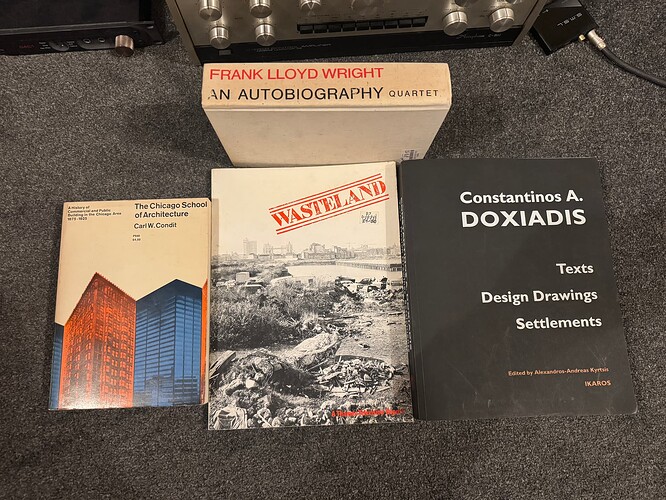 FRANK LLOYD WRIGHT
AN AUTOBIOGRAPHY QUARTET
A History of
Commercial and Public
Building in the Chicago Area
1875-1925
The Chicago School
of Architecture
Carl W. Condit
WASTELAND
Constantinos A.
DOXIADIS
Texts
Design Drawings
Settlements
Edited by Alexandros-Andreas Kyrtsis
IKAROS